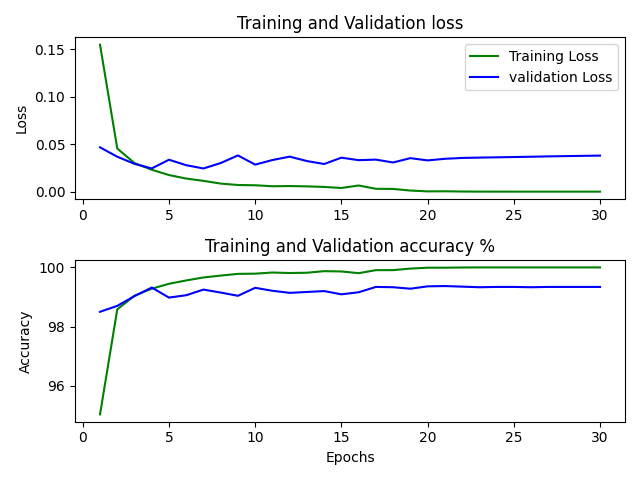 Training and Validation loss
Loss
0.15
0.10
0.05
0.00
Training Loss
validation Loss
0 5 10 15 20 25 30
Training and Validation accuracy %
Accuracy
100
98
96
0 5 10 15 20 25 30
Epochs